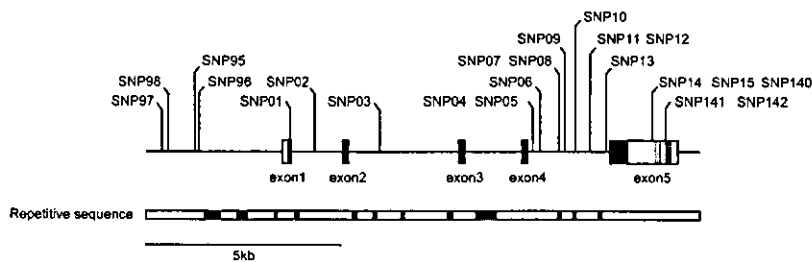 SNP10
SNP09 SNP11 SNP12
SNP95 SNP07 SNP08 SNP13
SNP98 SNP96 SNP02 SNP06 SNP14 SNP15 SNP140
SNP97 SNP01 SNP03 SNP04 SNP05 SNP141 SNP142
exon1 exon2 exon3 exon4 exon5
Repetitive sequence
5kb